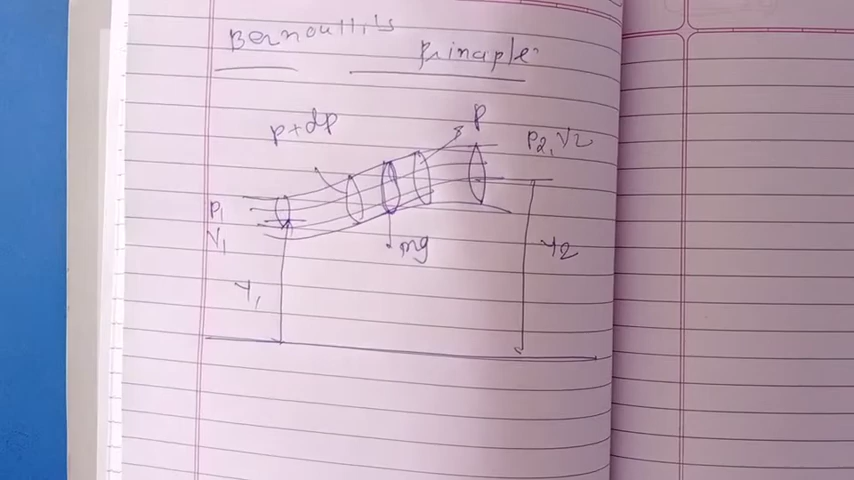 Bernoulli's
Principle
P
P+dP
P2, V2
P1
V1
mg
Y2
Y1